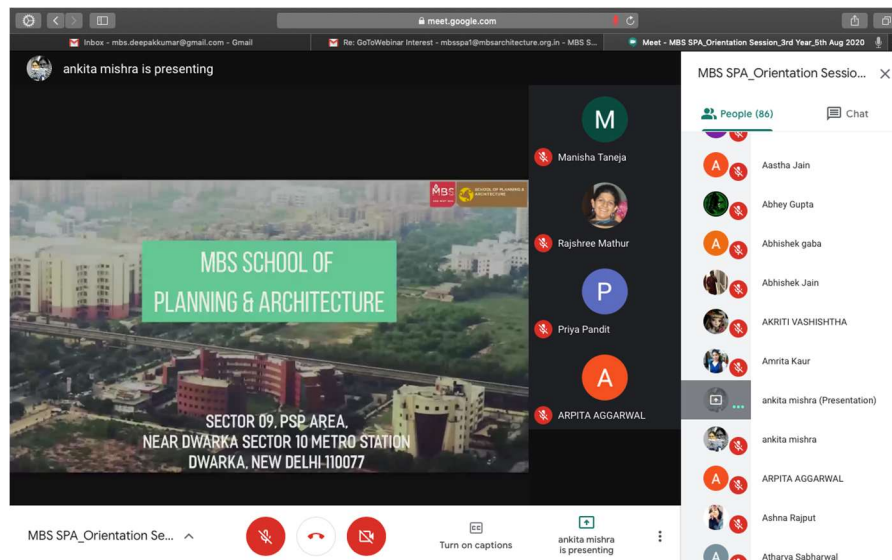 meet.google.com
Inbox - mbs.deepakkumar@gmail.com - Gmail
Re: GoToWebinar Interest - mbsspa1@mbsarchitecture.org.in - MBS S...
Meet - MBS SPA_Orientation Session_3rd Year_5th Aug 2020
ankita mishra is presenting
MBS
SCHOOL OF PLANNING &
ARCHITECTURE
MBS SCHOOL OF
PLANNING & ARCHITECTURE
SECTOR 09, PSP AREA,
NEAR DWARKA SECTOR 10 METRO STATION
DWARKA, NEW DELHI-110077
M
Manisha Taneja
Rajshree Mathur
P
Priya Pandit
A
ARPITA AGGARWAL
MBS SPA_Orientation Sessio...
People (86)
Chat
A
Aastha Jain
Abhey Gupta
A
Abhishek gaba
Abhishek Jain
AKRITI VASHISHTHA
Amrita Kaur
ankita mishra (Presentation)
ankita mishra
A
ARPITA AGGARWAL
Ashna Rajput
A
Atharva Sabharwal
MBS SPA_Orientation Se...
CC
Turn on captions
ankita mishra
is presenting